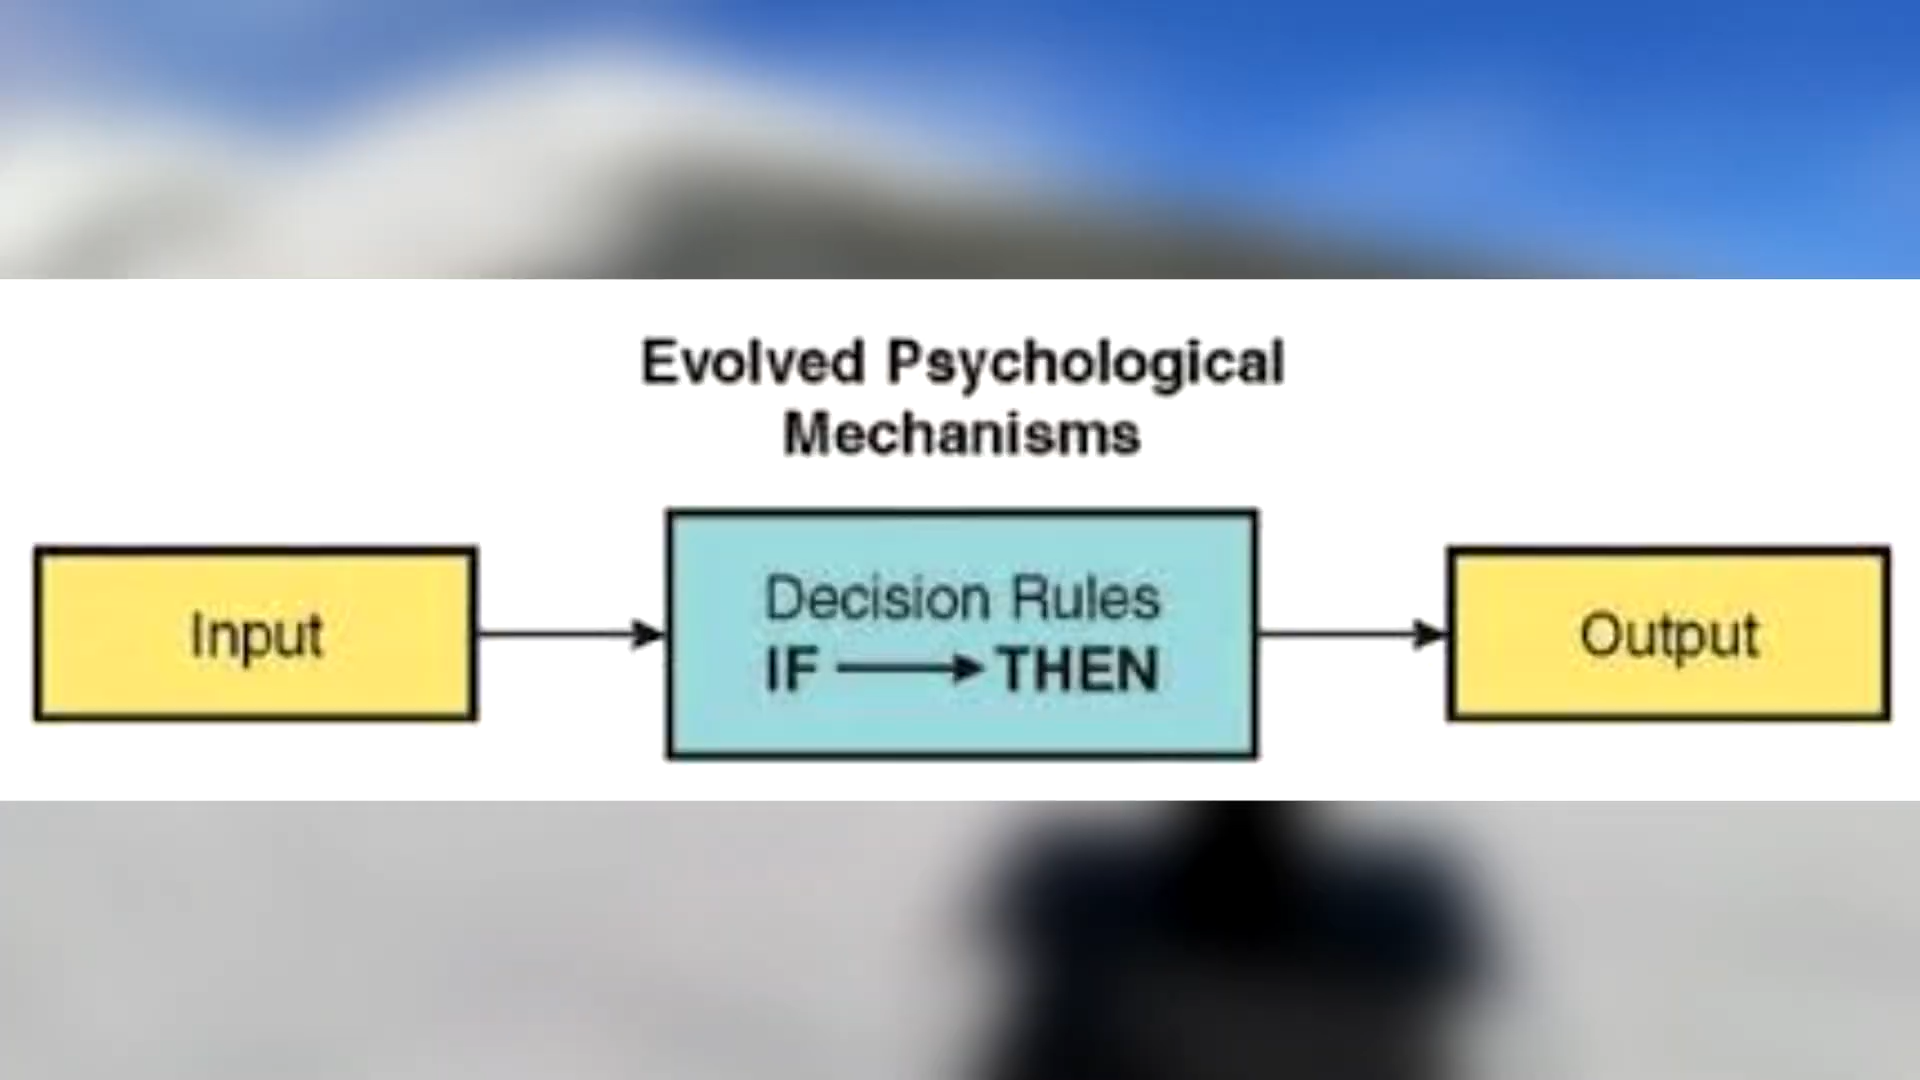 Evolved Psychological
Mechanisms
Input
Decision Rules
IF → THEN
Output